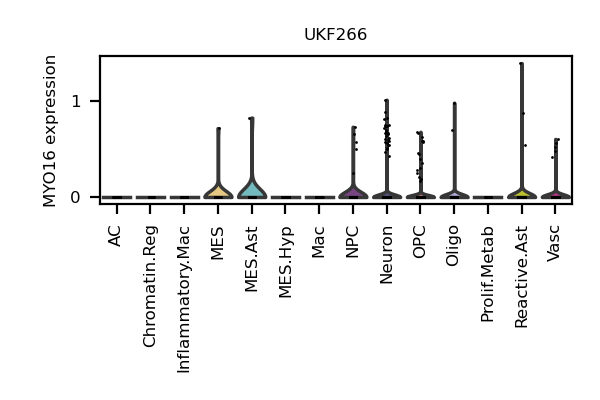 UKF266
MYO16 expression
1
0
AC
Chromatin.Reg
Inflammatory.Mac
MES
MES.Ast
MES.Hyp
Mac
NPC
Neuron
OPC
Oligo
Prolif.Metab
Reactive.Ast
Vasc